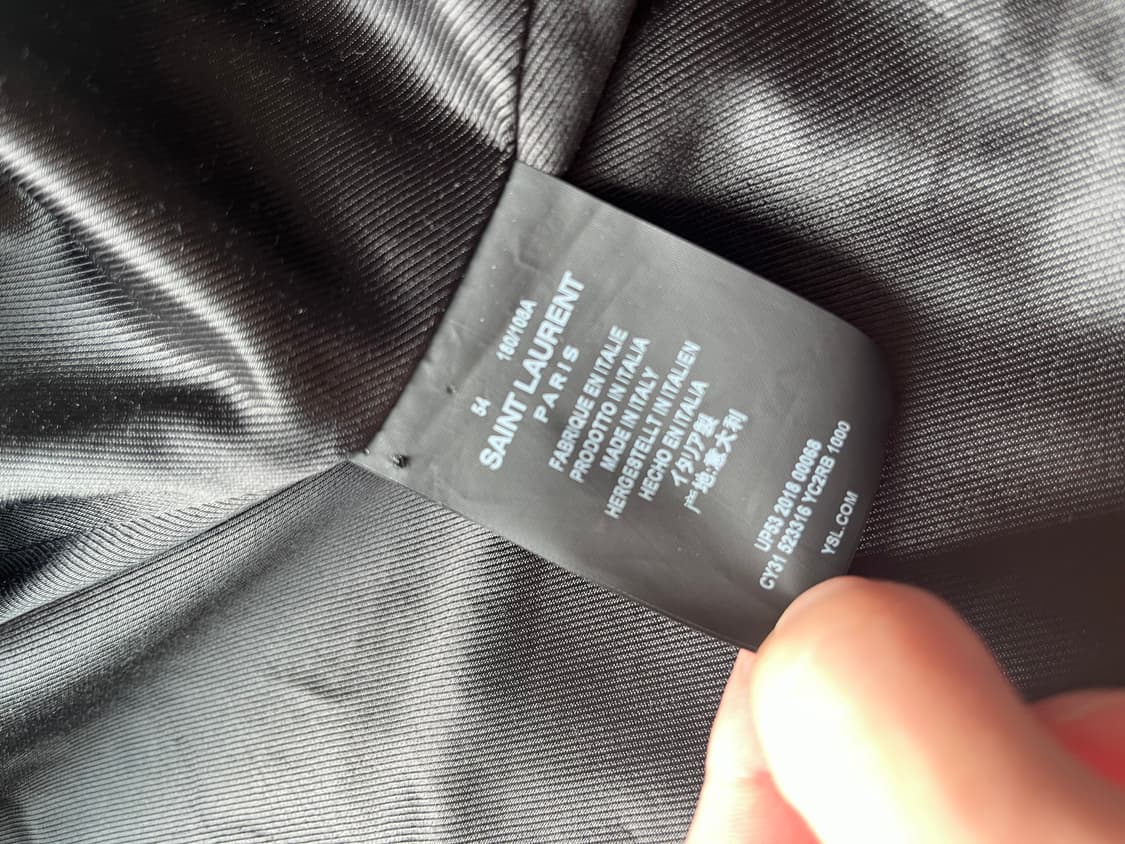 54 180/108A
SAINT LAURENT
PARIS
FABRIQUE EN ITALIE
PRODOTTO IN ITALIA
MADE IN ITALY
HERGESTELLT IN ITALIEN
HECHO EN ITALIA
イタリア製
产地:意大利
UP53 2018 00068
CY31 523316 YC2RB 1000
YSL.COM